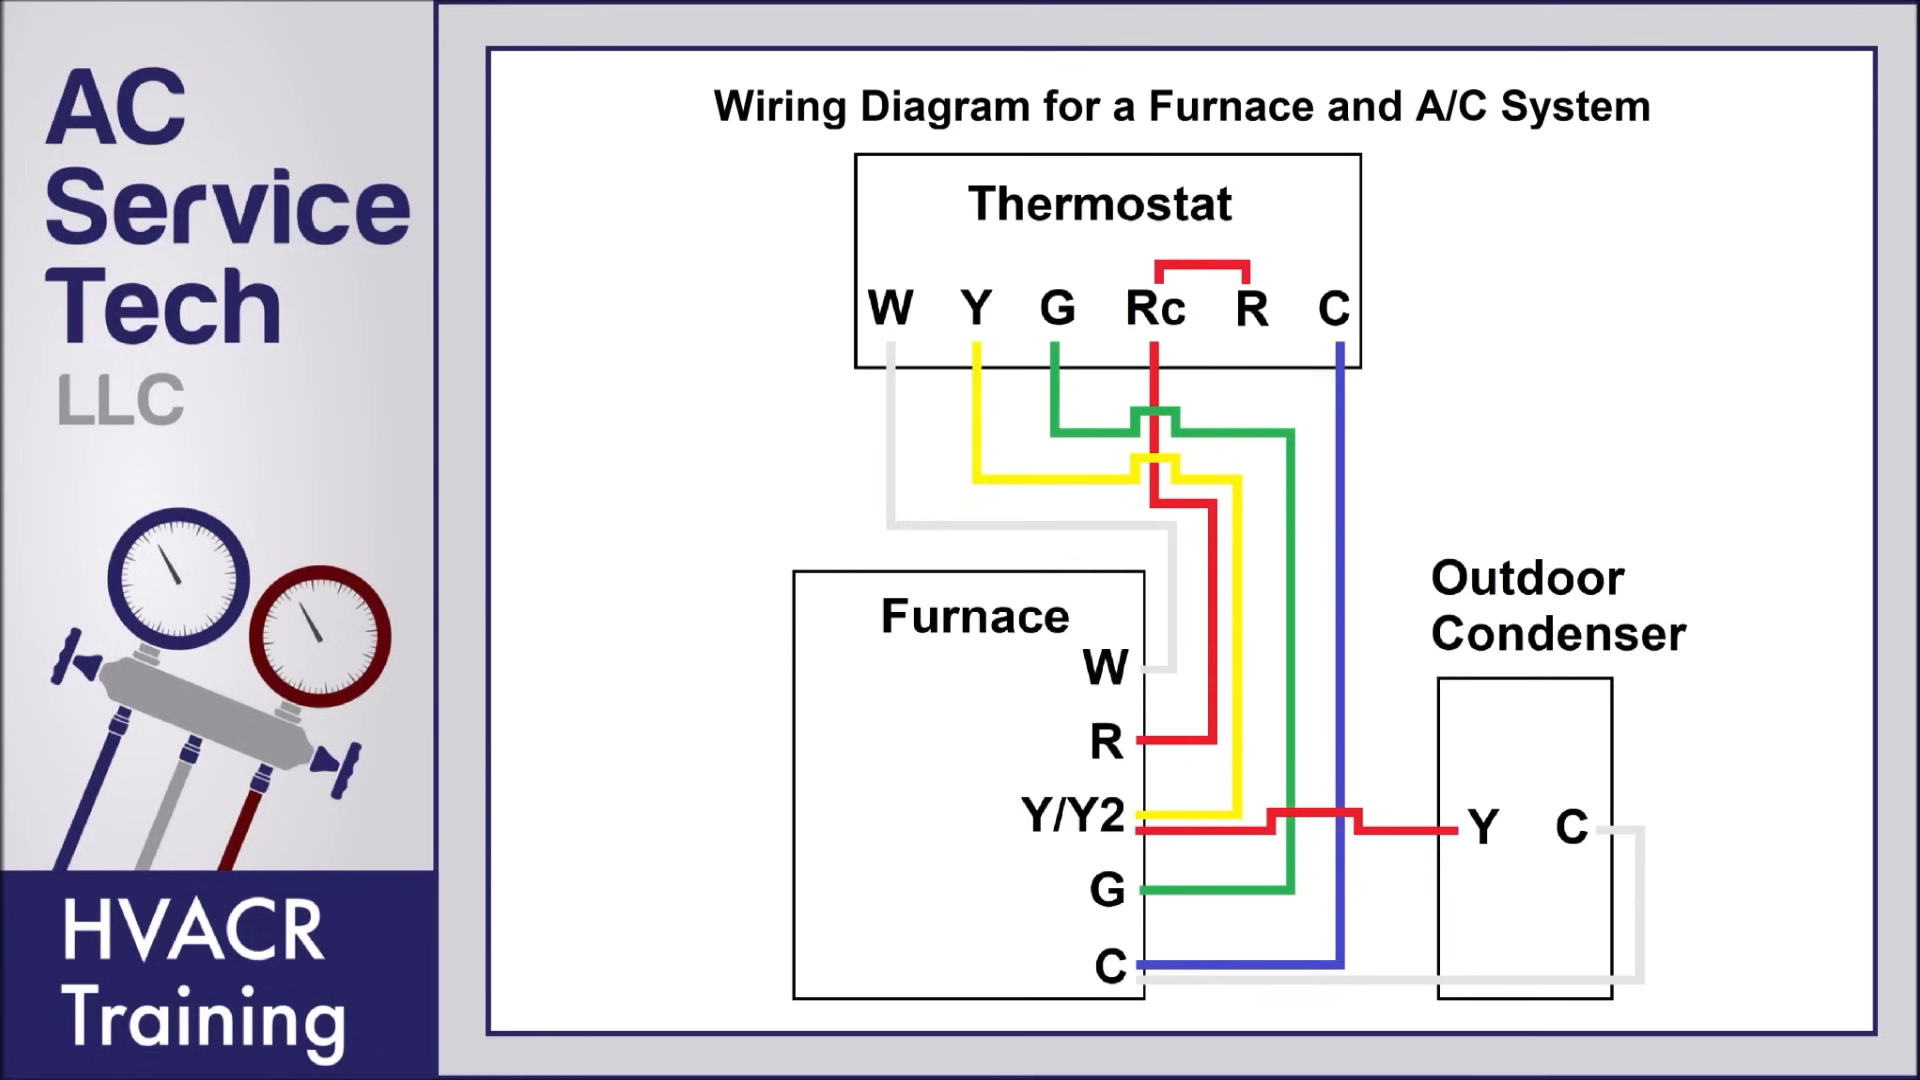 AC
Service
Tech
LLC
HVACR
Training
Wiring Diagram for a Furnace and A/C System
Thermostat
W Y G Rc R C
Furnace
W
R
Y/Y2
G
C
Outdoor
Condenser
Y C